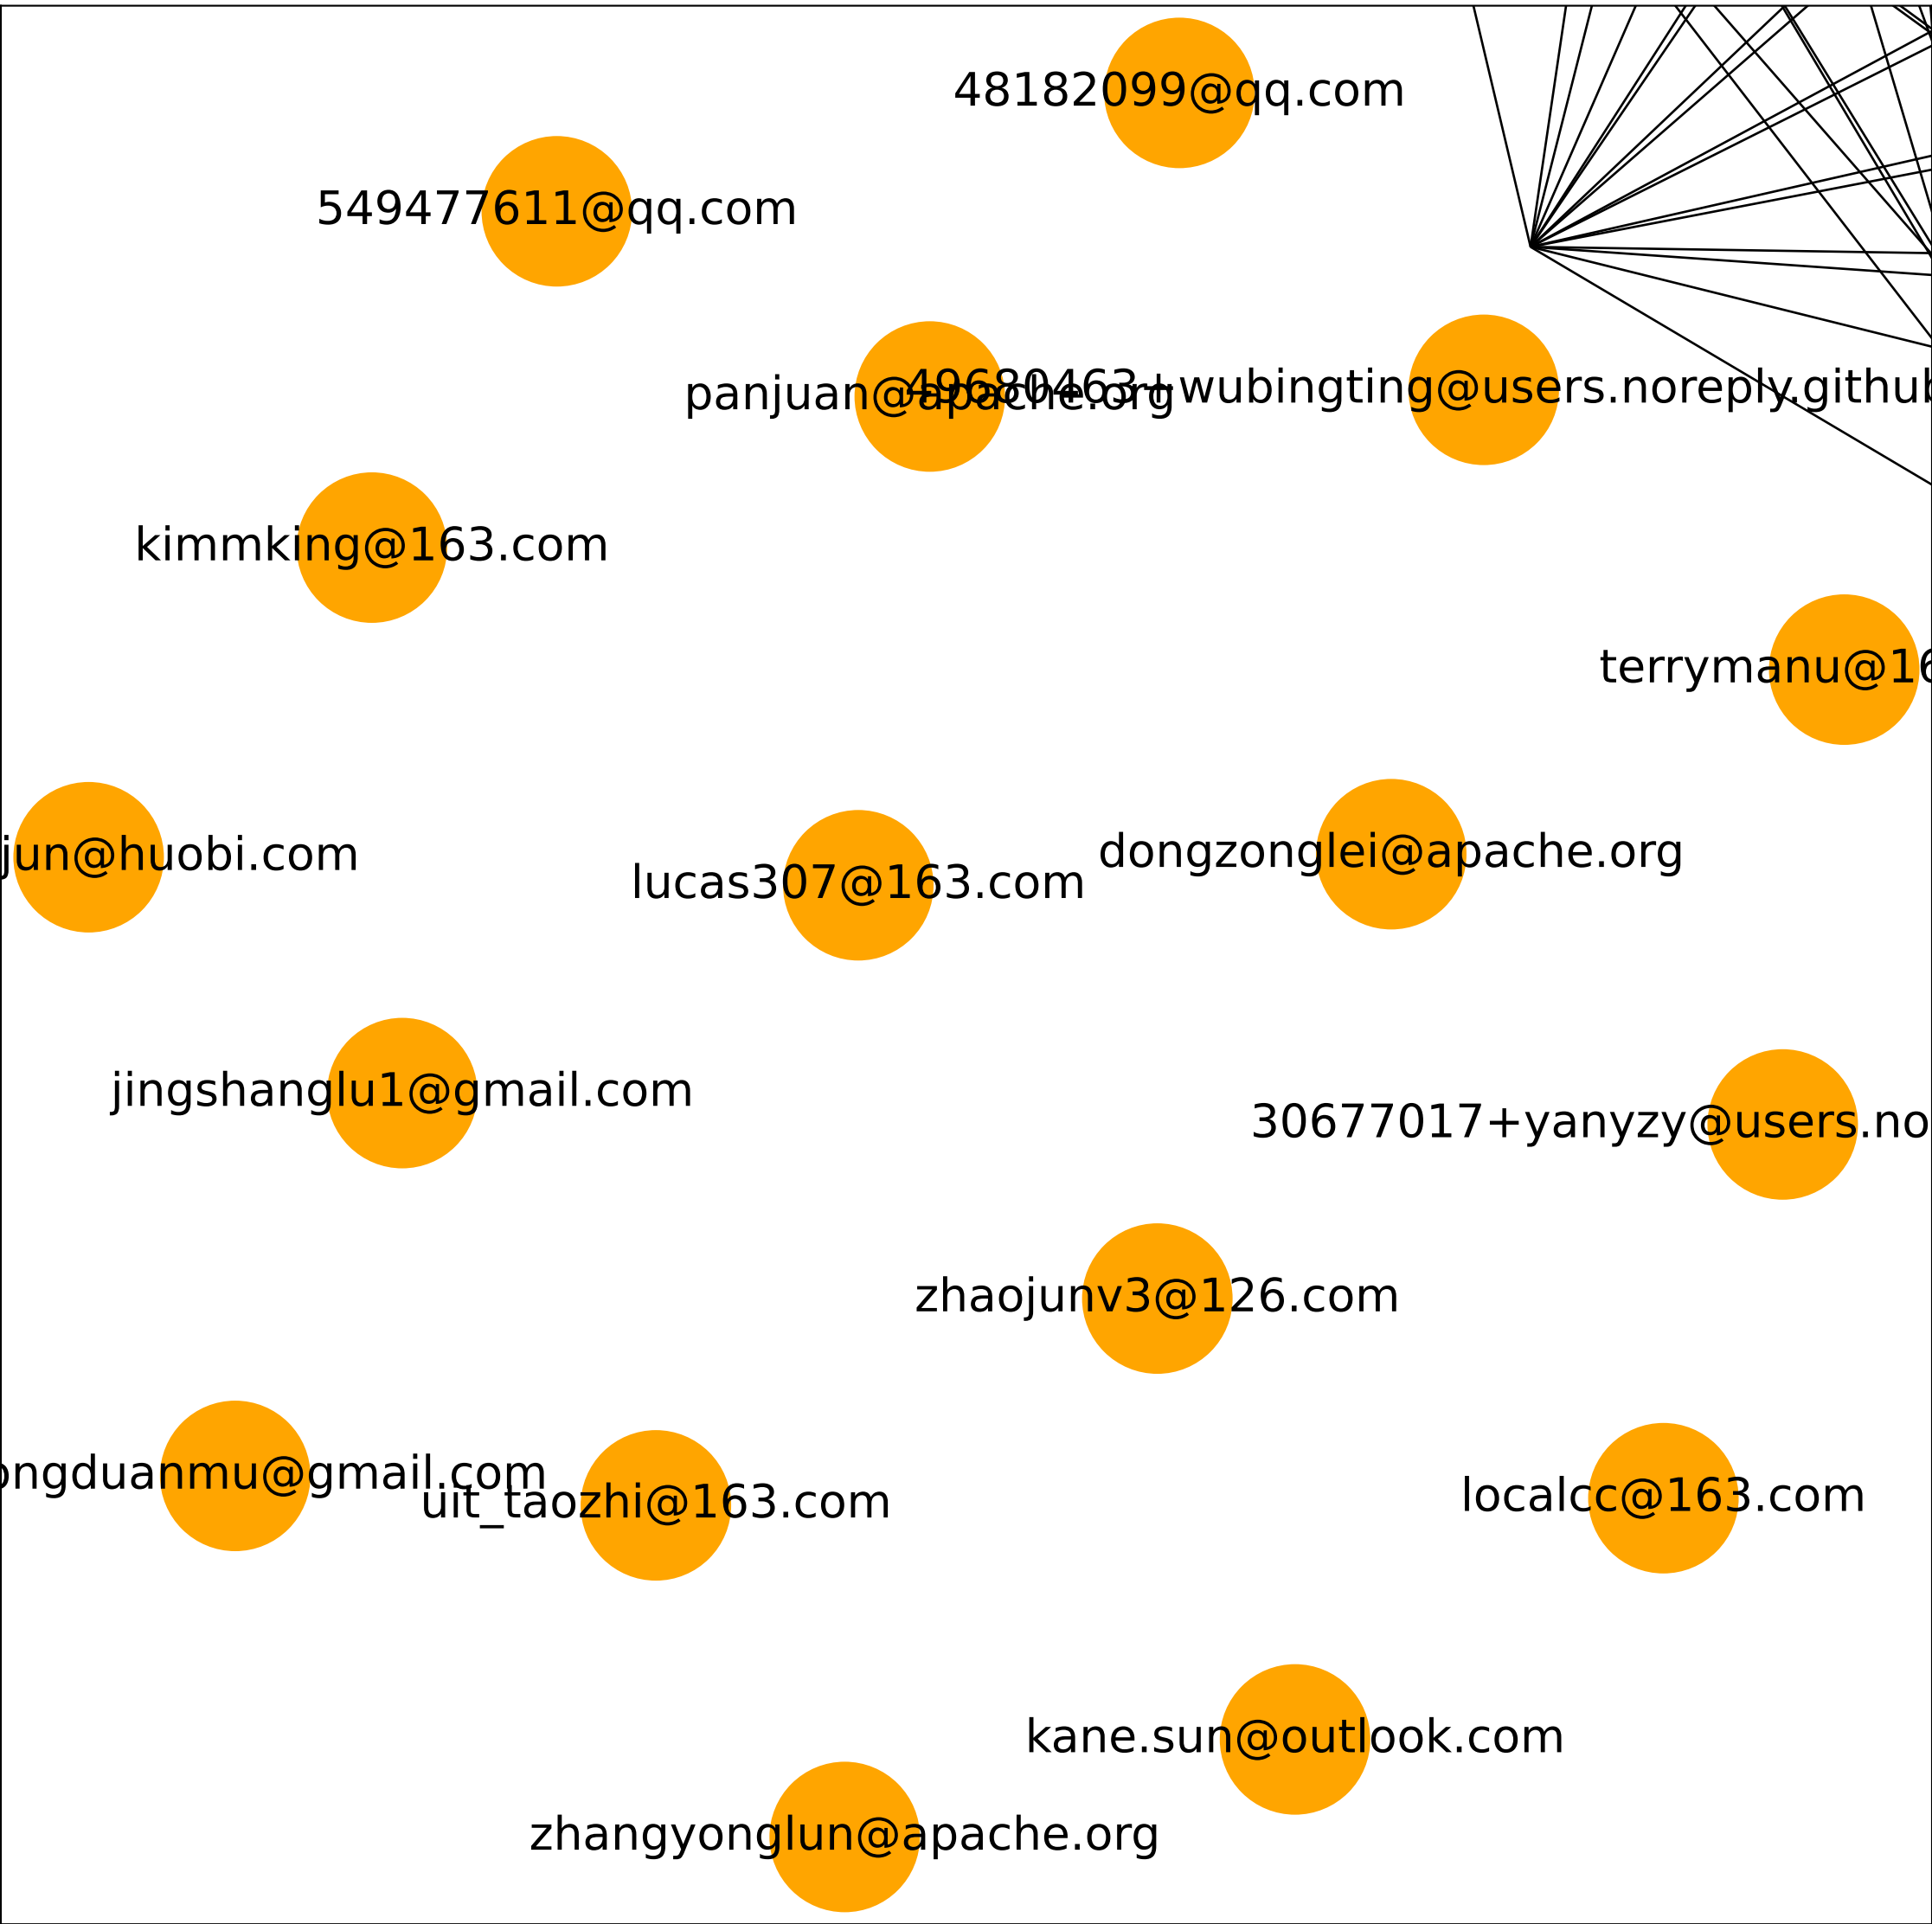 48182099@qq.com
549477611@qq.com
panjuan@apache.org
49680463+wubingting@users.noreply.github
kimmking@163.com
terrymanu@16
jun@huobi.com
lucas307@163.com
dongzonglei@apache.org
jingshanglu1@gmail.com
30677017+yanyzy@users.no
zhaojunv3@126.com
ongduanmu@gmail.com
uit_taozhi@163.com
localcc@163.com
kane.sun@outlook.com
zhangyonglun@apache.org